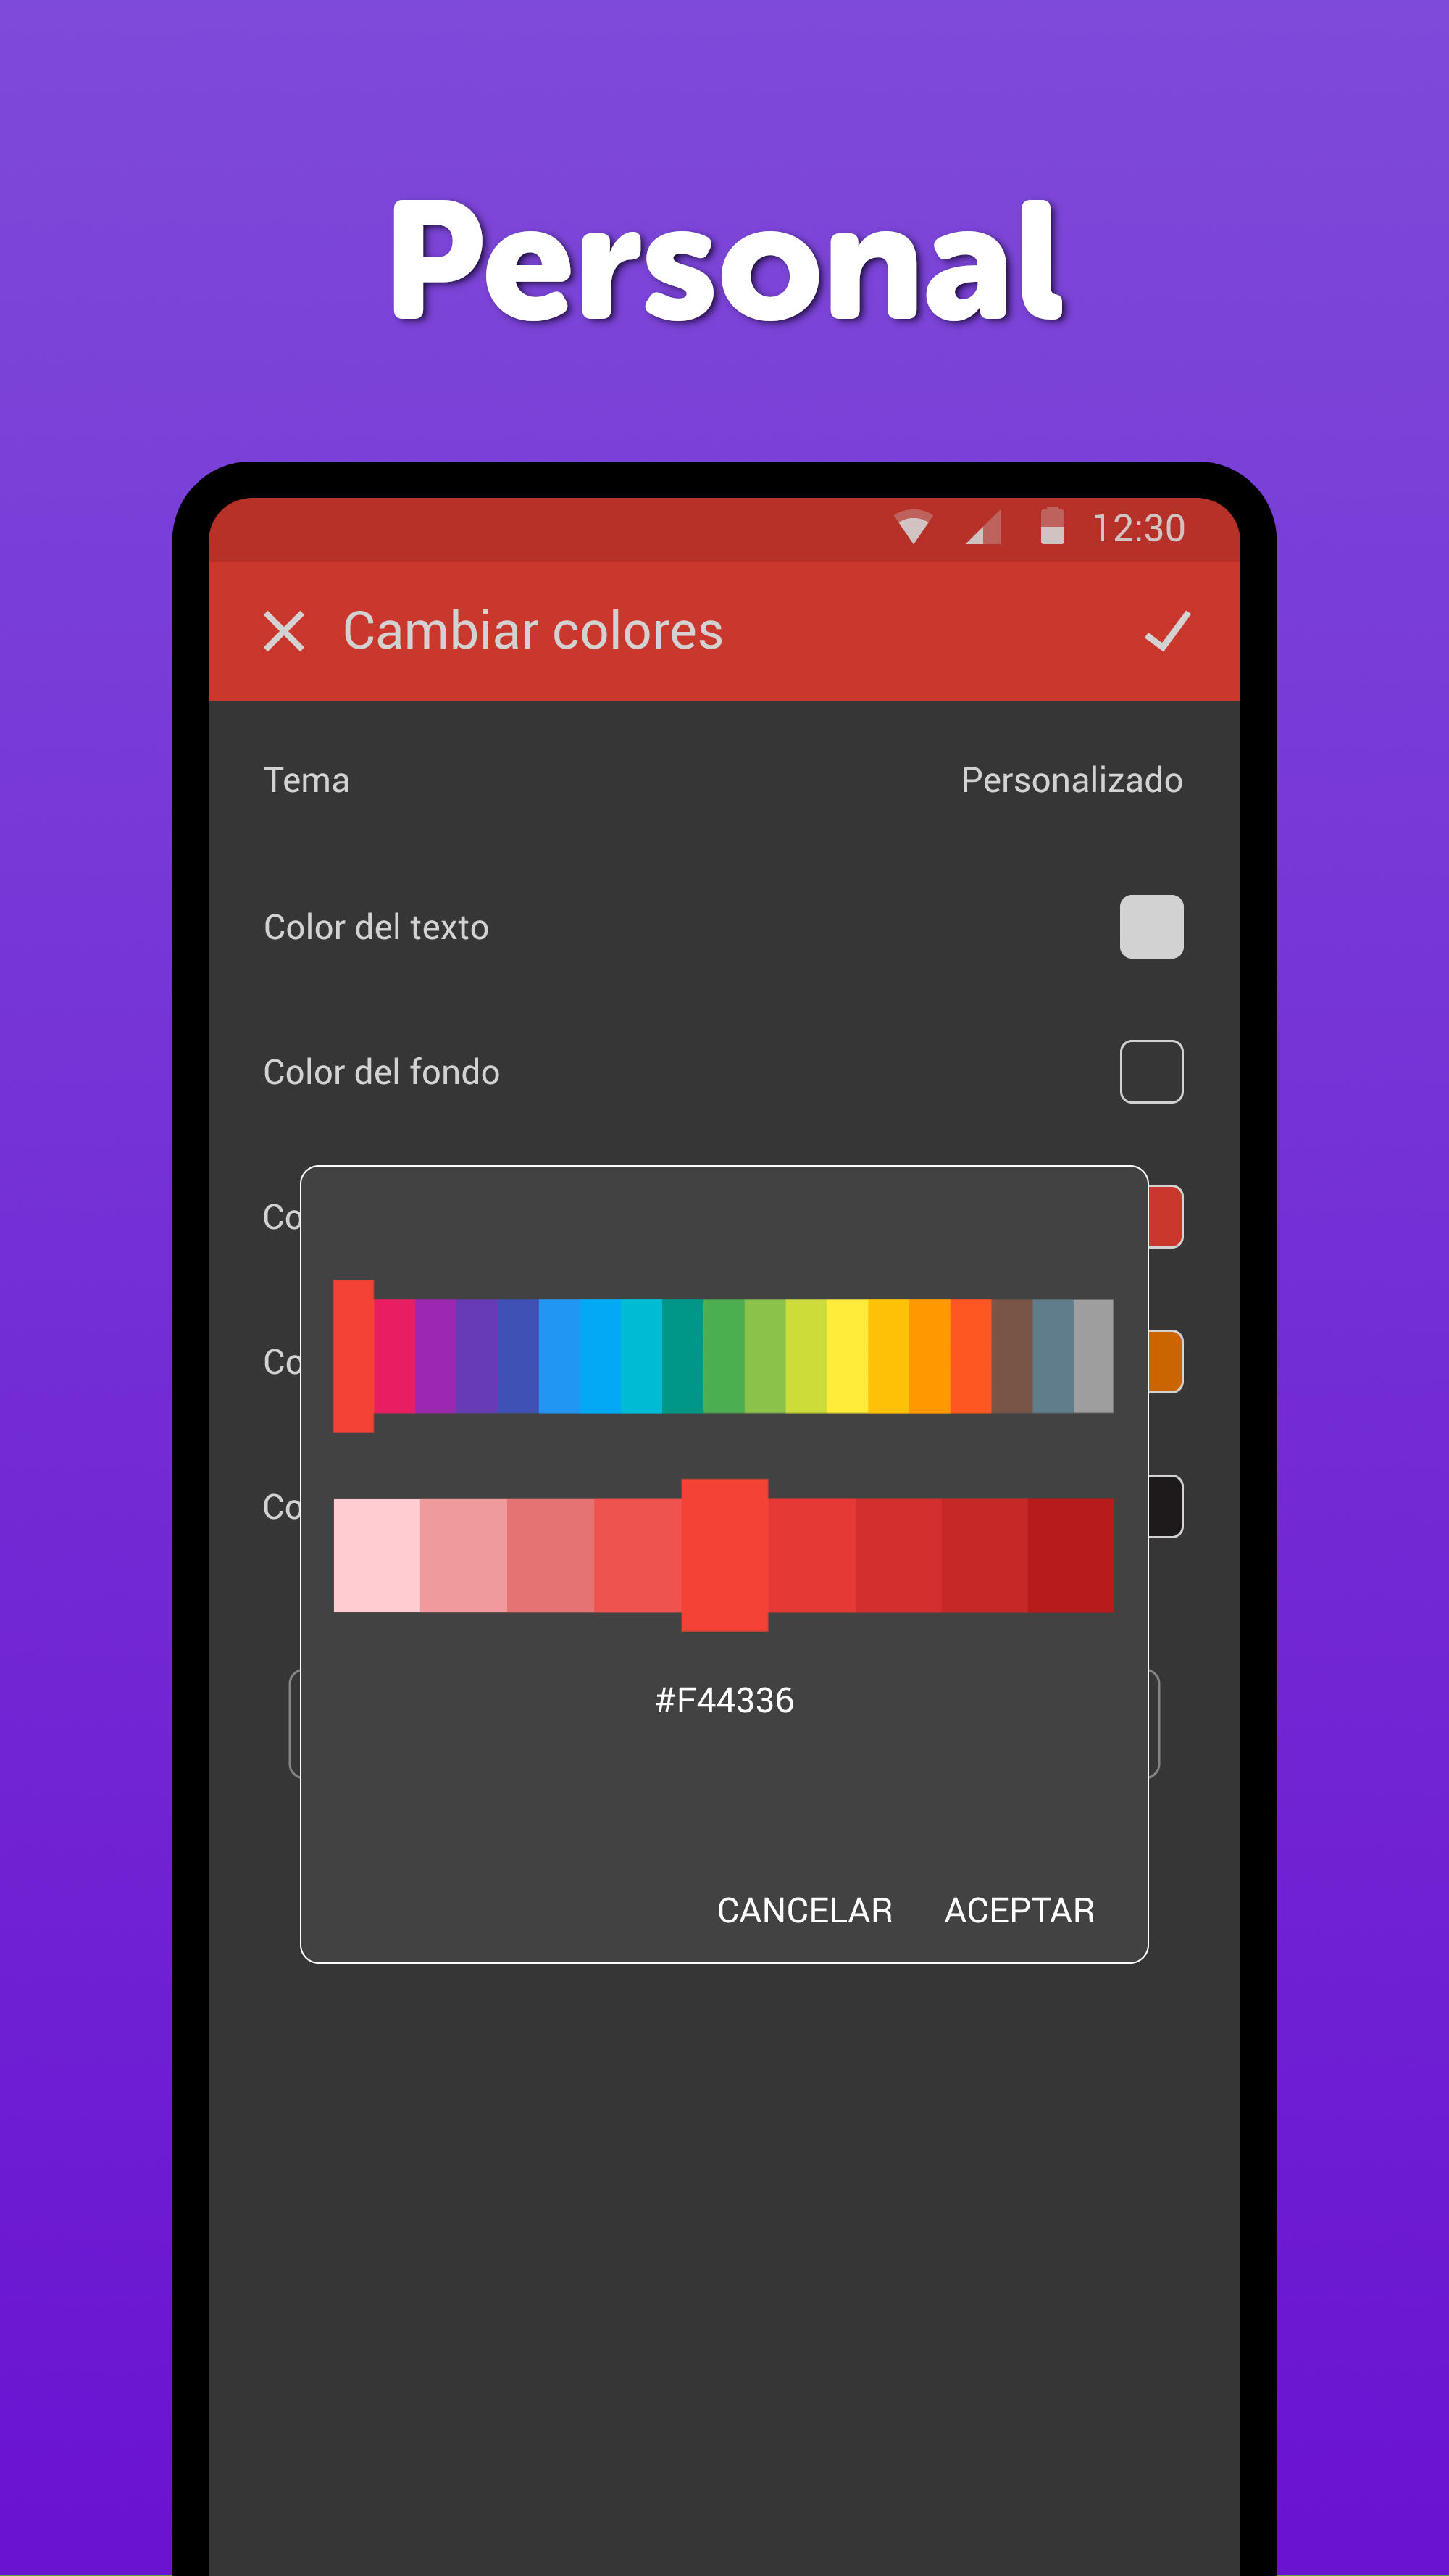 Personal
12:30
Cambiar colores
Tema
Personalizado
Color del texto
Color del fondo
Co
Co
Co
#F44336
CANCELAR
ACEPTAR